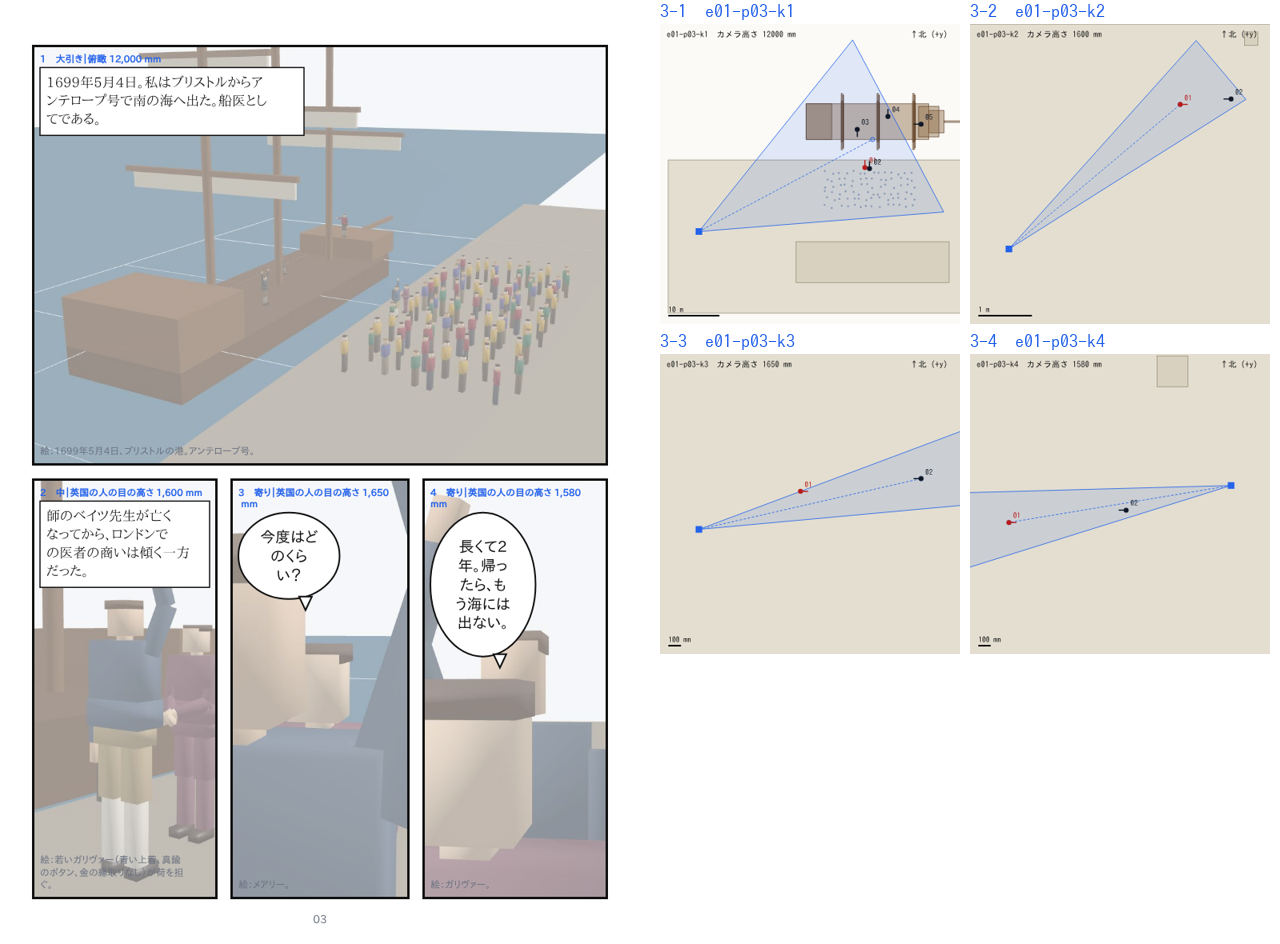 1 大引き|俯瞰 12,000 mm
1699年5月4日。私はブリストルからア
ンテロープ号で南の海へ出た。船医とし
てである。
絵：1699年5月4日、ブリストルの港。アンテロープ号。
2 中|英国の人の目の高さ 1,600 mm
師のベイツ先生が亡く
なってから、ロンドンで
の医者の商いは傾く一方
だった。
絵：若いガリヴァー（青い上着、真鍮
のボタン、金の縁取りなし）が荷を担
ぐ。
3 寄り|英国の人の目の高さ 1,650
mm
今度はど
のくら
い？
絵：メアリー。
4 寄り|英国の人の目の高さ 1,580
mm
長くて2
年。帰っ
たら、も
う海には
出ない。
絵：ガリヴァー。
03
3-1 e01-p03-k1
e01-p03-k1 カメラ高さ 12000 mm
↑北 (+y)
03
04
05
02
10 m
3-2 e01-p03-k2
e01-p03-k2 カメラ高さ 1600 mm
↑北 (+y)
01
02
1 m
3-3 e01-p03-k3
e01-p03-k3 カメラ高さ 1650 mm
↑北 (+y)
01
02
100 mm
3-4 e01-p03-k4
e01-p03-k4 カメラ高さ 1580 mm
↑北 (+y)
01
02
100 mm